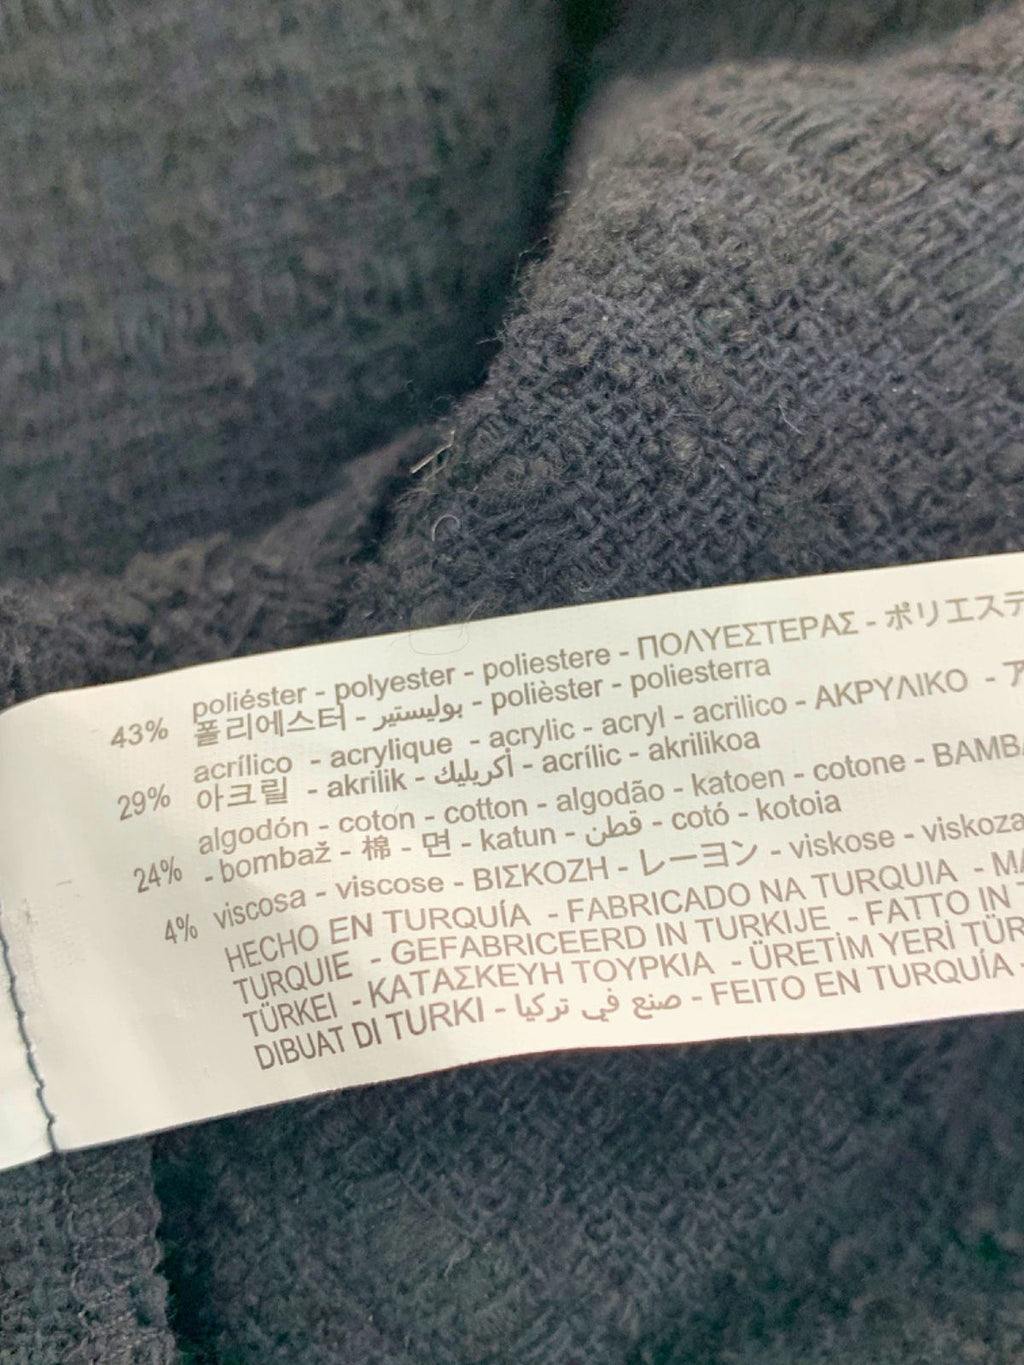 43% poliéster - polyester - poliestere - ΠΟΛΥΕΣΤΕΡΑΣ - ポリエステ
폴리에스터 - بوليستير - polièster - poliesterra
29% acrílico - acrylique - acrylic - acryl - acrilico - ΑΚΡΥΛΙΚΟ - ア
아크릴 - akrilik - أكريليك - acrílic - akrilikoa
24% algodón - coton - cotton - algodão - katoen - cotone - BAMB
- bombaž - 棉 - 면 - katun - قطن - cotó - kotoia
4% viscosa - viscose - ΒΙΣΚΟΖΗ - レーヨン - viskose - viskoza
HECHO EN TURQUÍA - FABRICADO NA TURQUIA - MA
TURQUIE - GEFABRICEERD IN TURKIJE - FATTO IN T
TÜRKEI - ΚΑΤΑΣΚΕΥΗ ΤΟΥΡΚΙΑ - ÜRETİM YERİ TÜR
DIBUAT DI TURKI - صنع في تركيا - FEITO EN TURQUÍA -